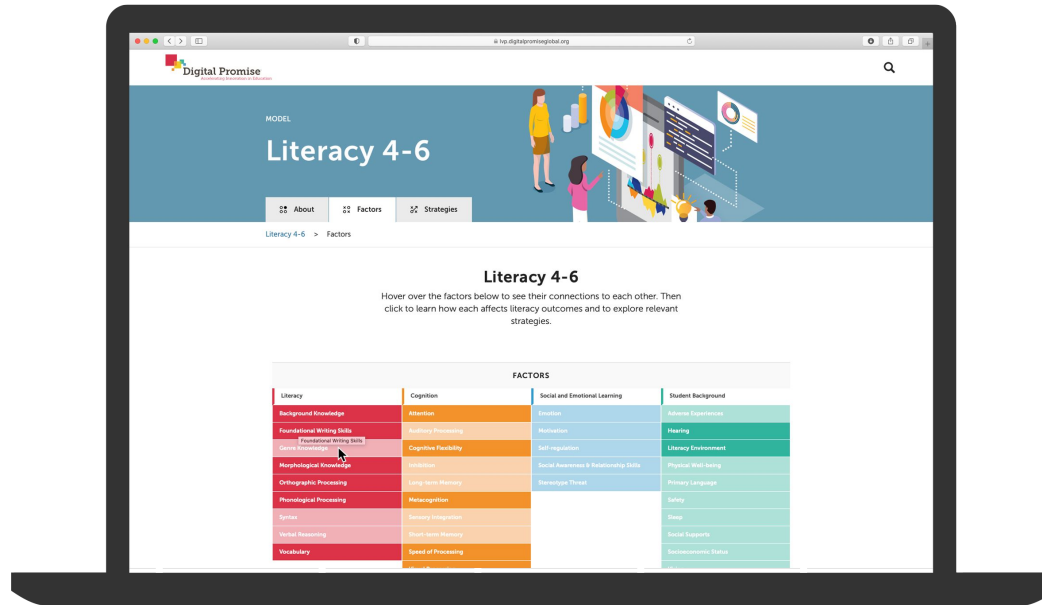 lvp.digitalpromiseglobal.org
Digital Promise
Accelerating Innovation in Education
MODEL
Literacy 4-6
About
Factors
Strategies
Literacy 4-6 > Factors
Literacy 4-6
Hover over the factors below to see their connections to each other. Then
click to learn how each affects literacy outcomes and to explore relevant
strategies.
FACTORS
Literacy Cognition Social and Emotional Learning Student Background
Background Knowledge Attention Emotion Adverse Experiences
Foundational Writing Skills Auditory Processing Motivation Hearing
Foundational Writing Skills
Genre Knowledge Cognitive Flexibility Self-regulation Literacy Environment
Morphological Knowledge Inhibition Social Awareness & Relationship Skills Physical Well-being
Orthographic Processing Long-term Memory Stereotype Threat Primary Language
Phonological Processing Metacognition Safety
Syntax Sensory Integration Sleep
Verbal Reasoning Short-term Memory Social Supports
Vocabulary Speed of Processing Socioeconomic Status